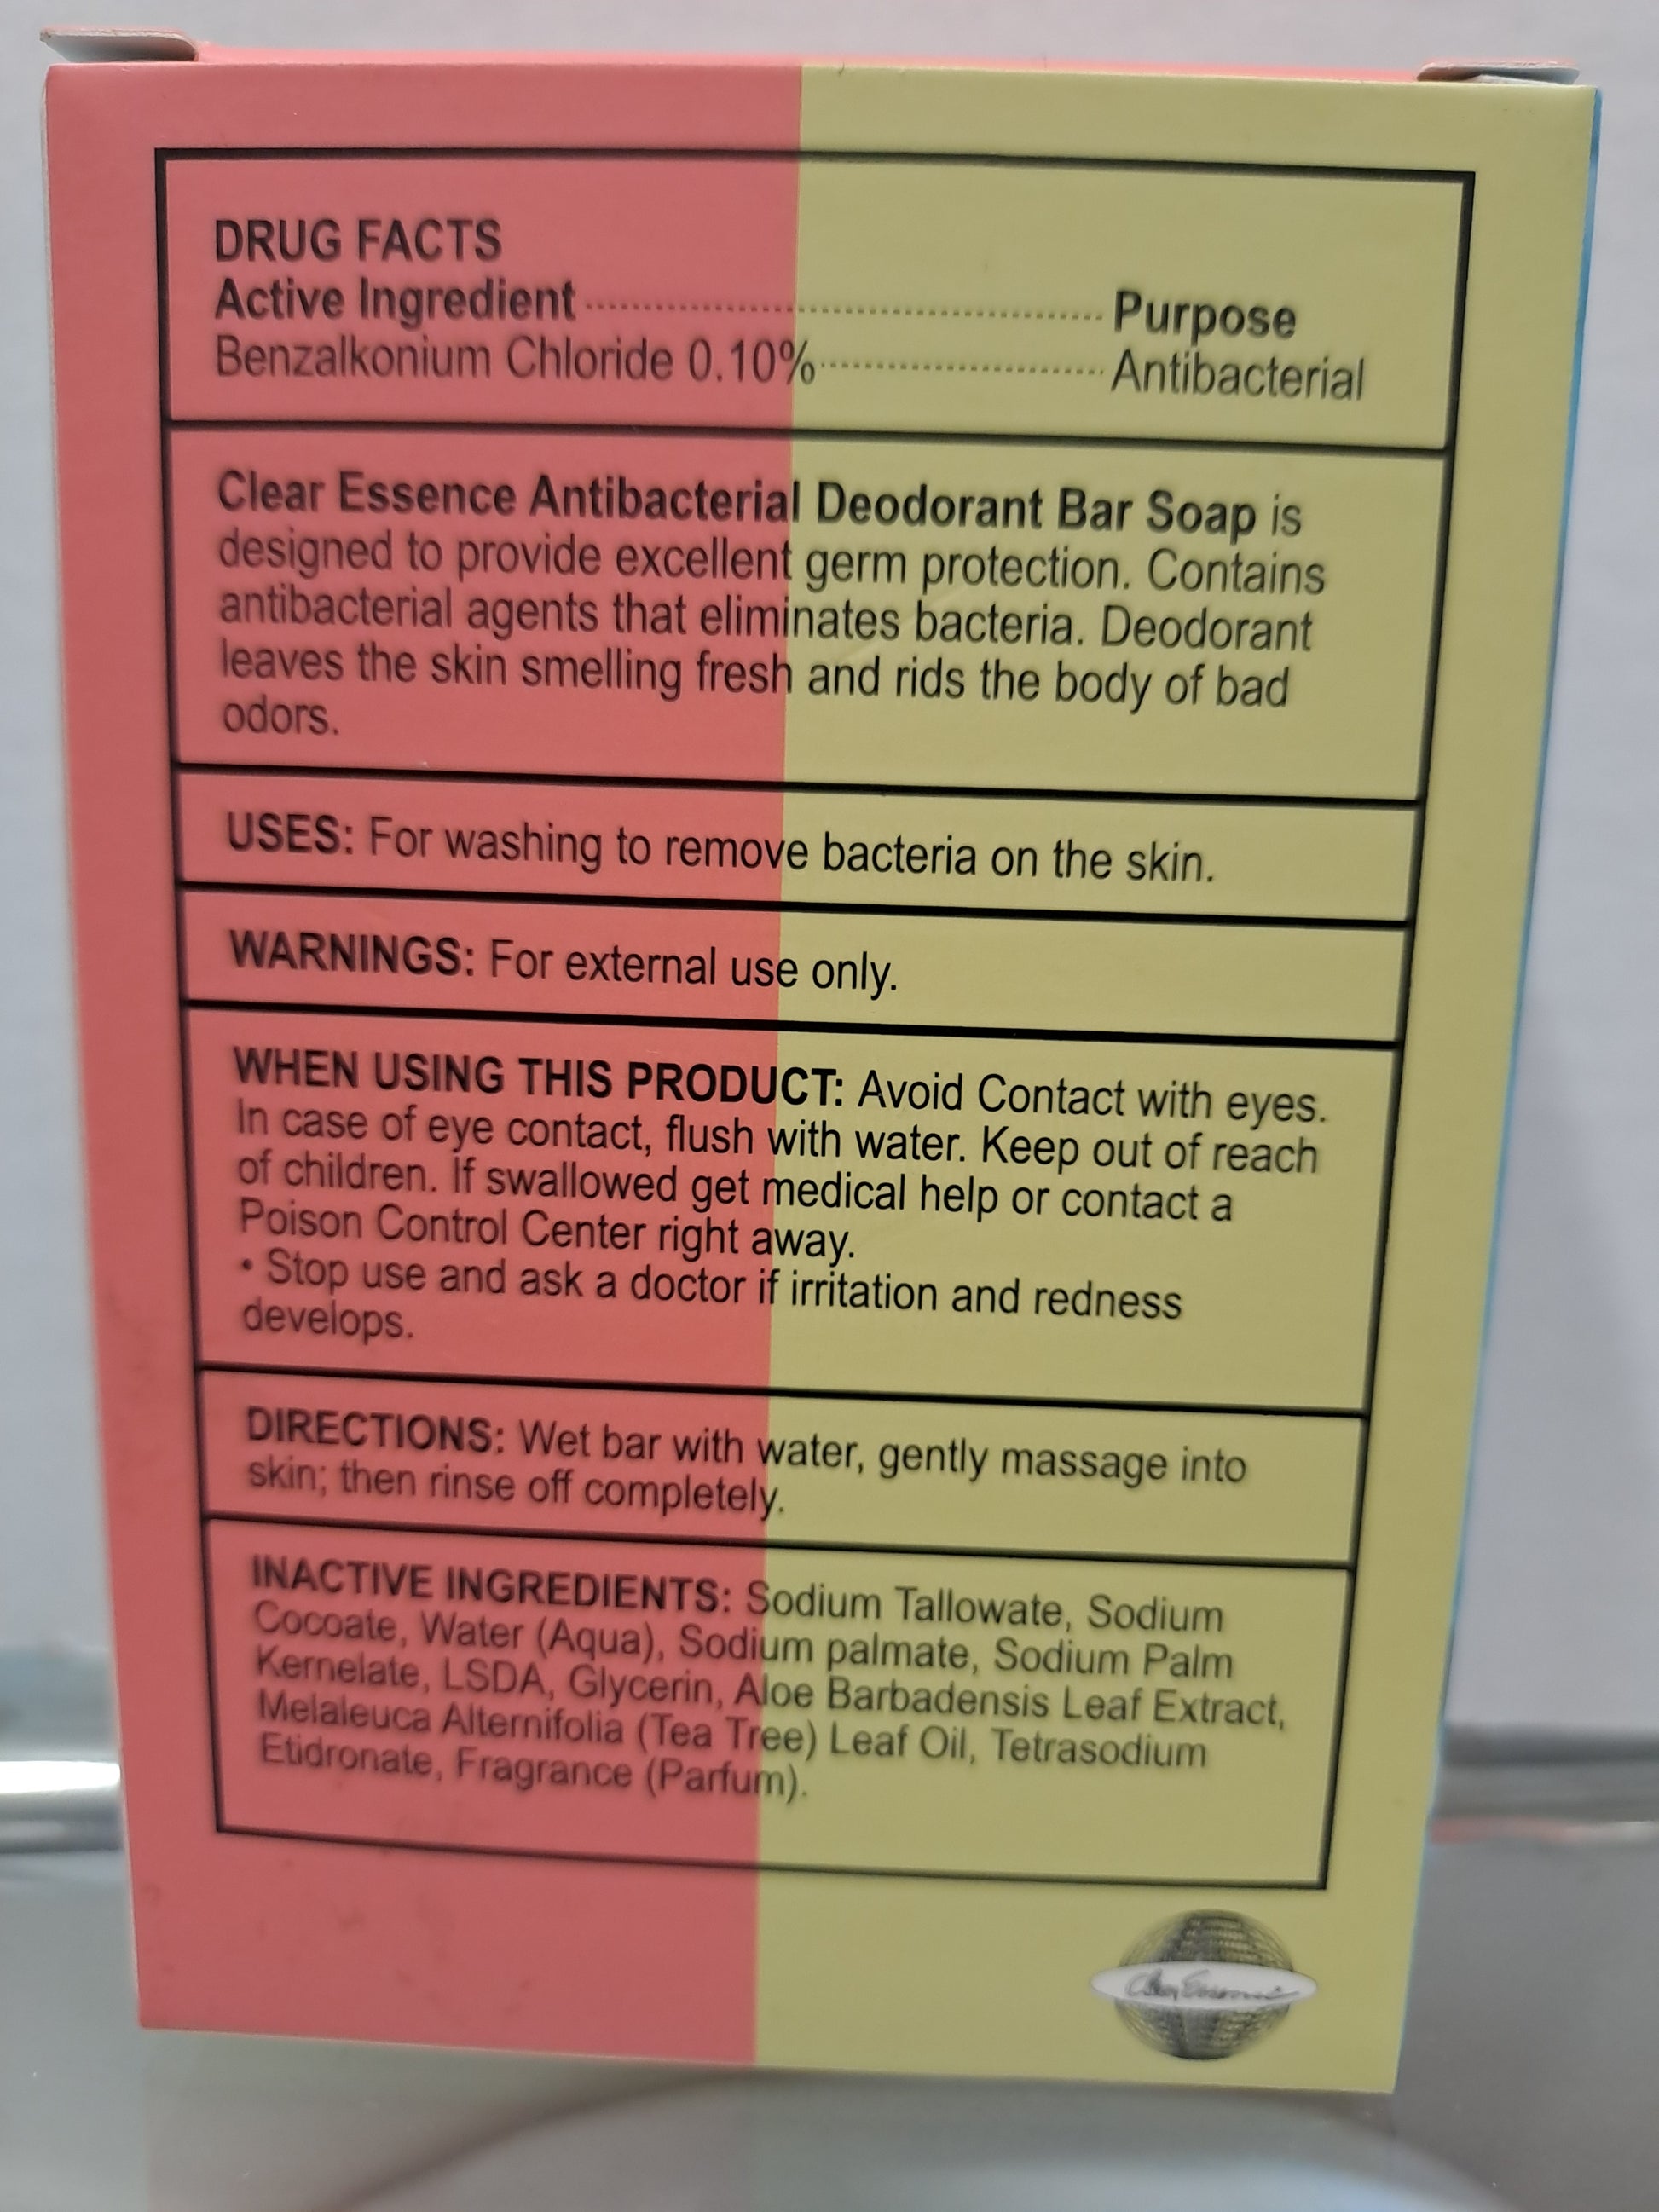 DRUG FACTS
Active Ingredient ........................................ Purpose
Benzalkonium Chloride 0.10% ........................ Antibacterial
Clear Essence Antibacterial Deodorant Bar Soap is
designed to provide excellent germ protection. Contains
antibacterial agents that eliminates bacteria. Deodorant
leaves the skin smelling fresh and rids the body of bad
odors.
USES: For washing to remove bacteria on the skin.
WARNINGS: For external use only.
WHEN USING THIS PRODUCT: Avoid Contact with eyes.
In case of eye contact, flush with water. Keep out of reach
of children. If swallowed get medical help or contact a
Poison Control Center right away.
• Stop use and ask a doctor if irritation and redness
develops.
DIRECTIONS: Wet bar with water, gently massage into
skin; then rinse off completely.
INACTIVE INGREDIENTS: Sodium Tallowate, Sodium
Cocoate, Water (Aqua), Sodium palmate, Sodium Palm
Kernelate, LSDA, Glycerin, Aloe Barbadensis Leaf Extract,
Melaleuca Alternifolia (Tea Tree) Leaf Oil, Tetrasodium
Etidronate, Fragrance (Parfum).
Clear Essence